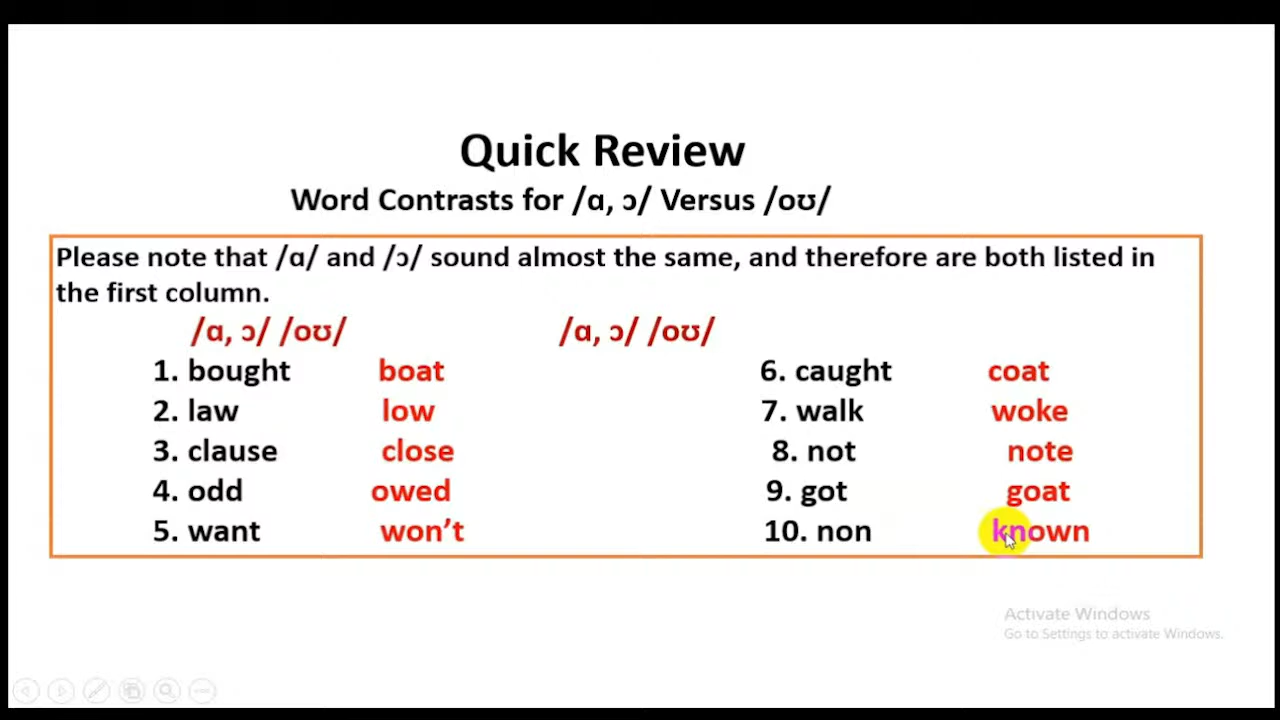 Quick Review
Word Contrasts for /ɑ, ɔ/ Versus /oʊ/
Please note that /ɑ/ and /ɔ/ sound almost the same, and therefore are both listed in
the first column.
/ɑ, ɔ/ /oʊ/ /ɑ, ɔ/ /oʊ/
1. bought boat 6. caught coat
2. law low 7. walk woke
3. clause close 8. not note
4. odd owed 9. got goat
5. want won’t 10. non known
Activate Windows
Go to Settings to activate Windows.